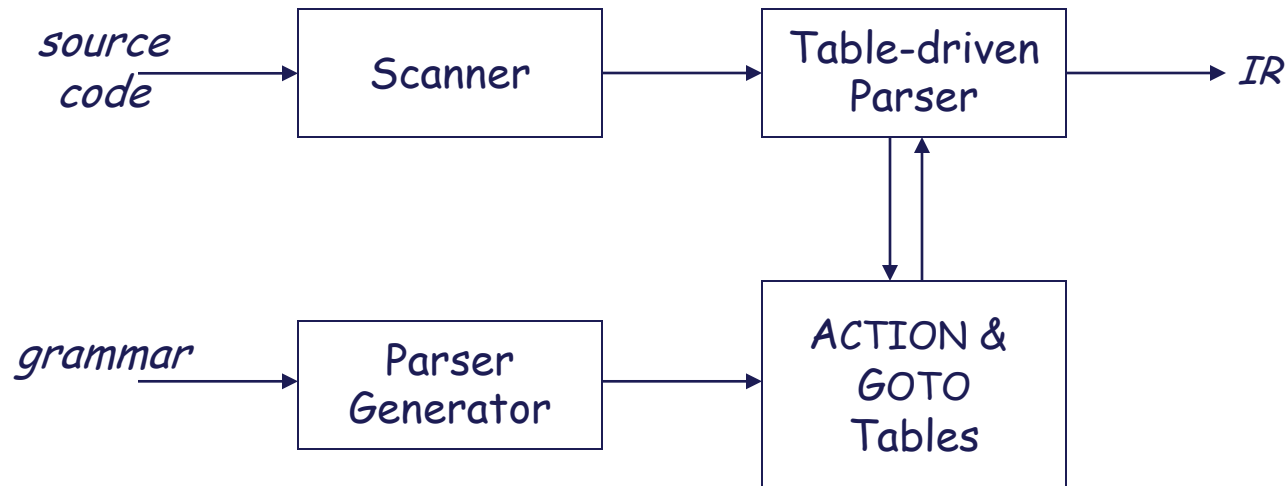 source
code
Scanner
Table-driven
Parser
IR
grammar
Parser
Generator
ACTION &
GOTO
Tables